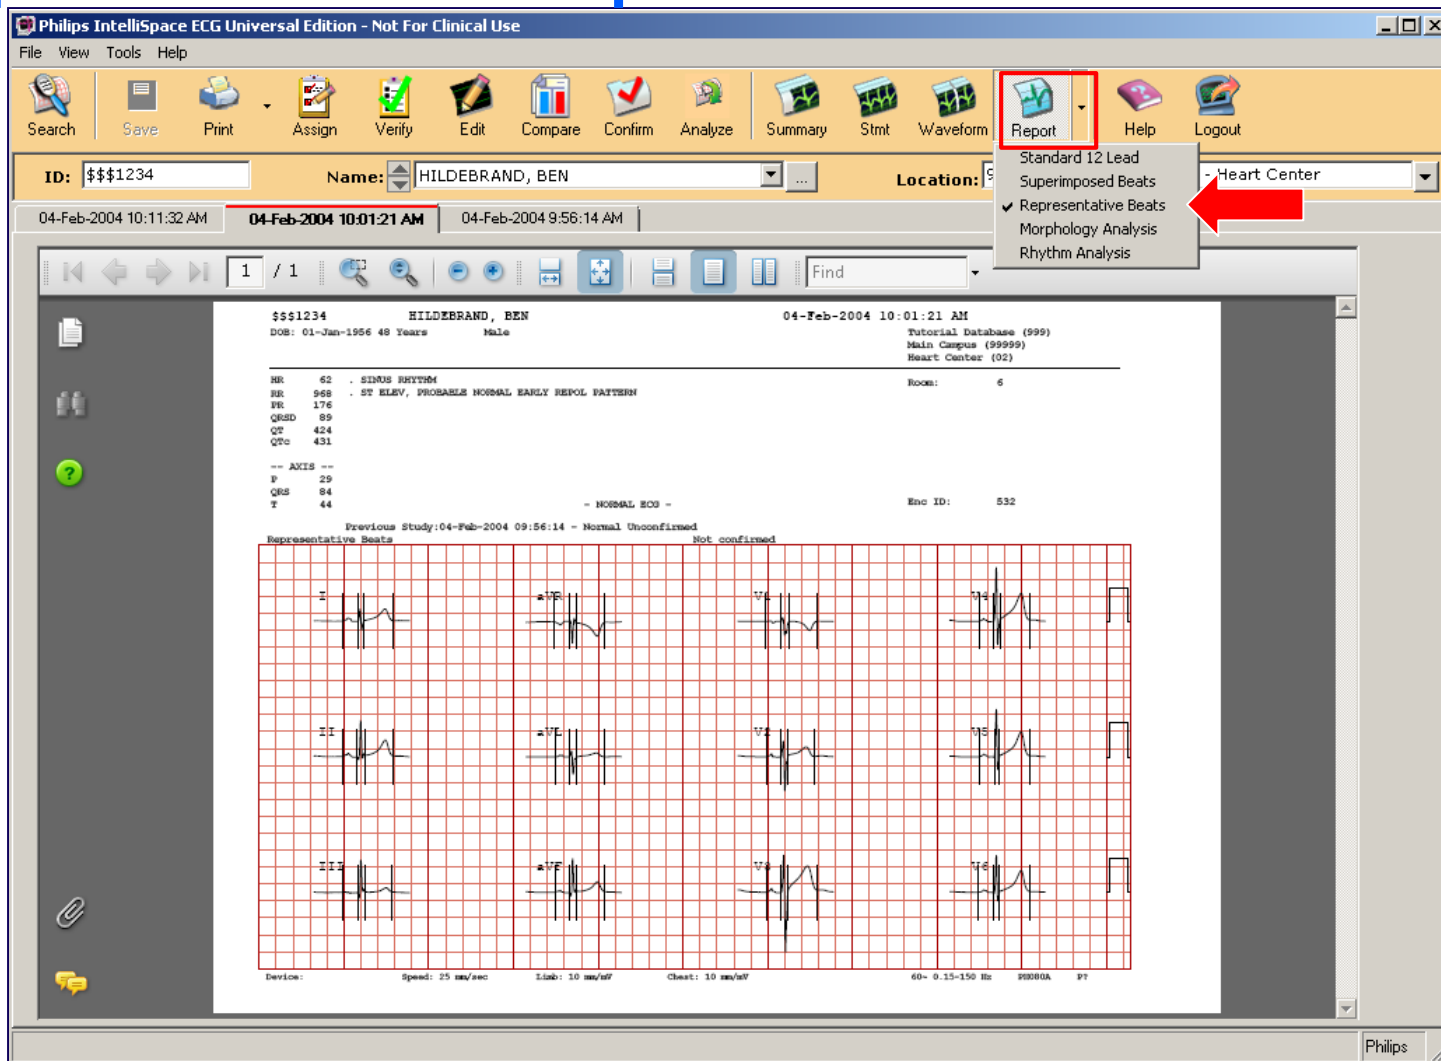 Philips IntelliSpace ECG Universal Edition - Not For Clinical Use
File View Tools Help
Search Save Print Assign Verify Edit Compare Confirm Analyze Summary Stmt Waveform Report Help Logout
Standard 12 Lead
Superimposed Beats
Representative Beats
Morphology Analysis
Rhythm Analysis
ID: $$$1234 Name: HILDEBRAND, BEN ... Location: 9 - Heart Center
04-Feb-2004 10:11:32 AM 04-Feb-2004 10:01:21 AM 04-Feb-2004 9:56:14 AM
1 / 1 Find
$$$1234 HILDEBRAND, BEN 04-Feb-2004 10:01:21 AM
DOB: 01-Jan-1956 48 Years Male Tutorial Database (999)
Main Campus (99999)
Heart Center (02)
HR 62 . SINUS RHYTHM Room: 6
RR 968 . ST ELEV, PROBABLE NORMAL EARLY REPOL PATTERN
PR 176
QRSD 89
QT 424
QTc 431
-- AXIS --
P 29
QRS 84
T 44 - NORMAL ECG - Enc ID: 532
Previous Study:04-Feb-2004 09:56:14 - Normal Unconfirmed
Representative Beats Not confirmed
I aVR V1 V4
II aVL V2 V5
III aVF V3 V6
Device: Speed: 25 mm/sec Limb: 10 mm/mV Chest: 10 mm/mV 60~ 0.15-150 Hz PH080A P?
Philips